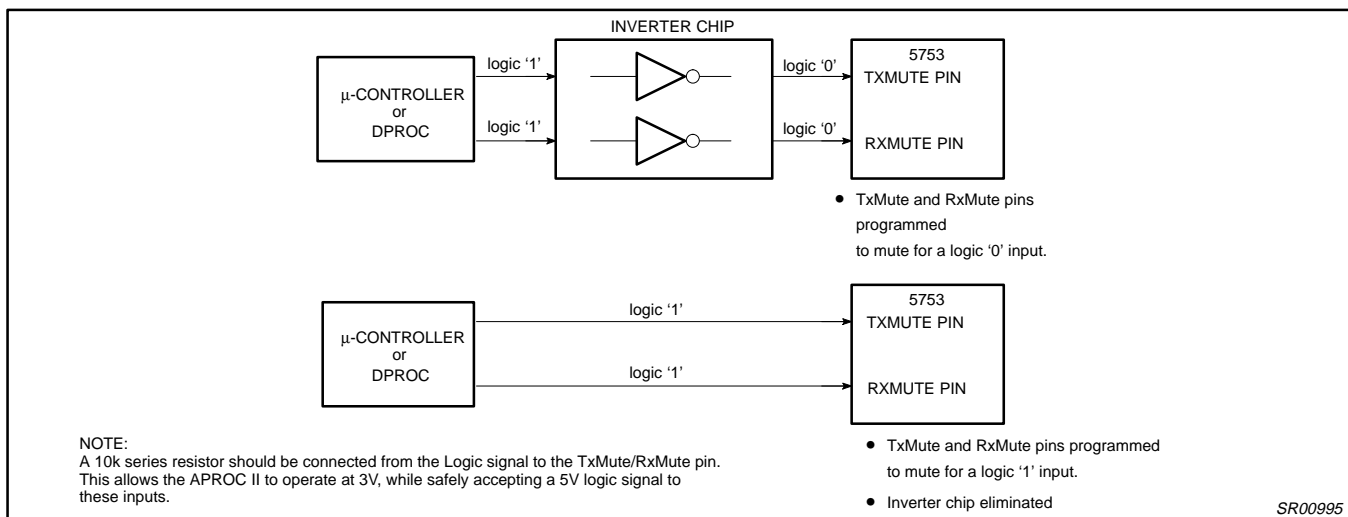 INVERTER CHIP
µ-CONTROLLER
or
DPROC
logic ‘1’
logic ‘1’
logic ‘0’
logic ‘0’
5753
TXMUTE PIN
RXMUTE PIN
• TxMute and RxMute pins
programmed
to mute for a logic ‘0’ input.
µ-CONTROLLER
or
DPROC
logic ‘1’
logic ‘1’
5753
TXMUTE PIN
RXMUTE PIN
• TxMute and RxMute pins programmed
to mute for a logic ‘1’ input.
• Inverter chip eliminated
NOTE:
A 10k series resistor should be connected from the Logic signal to the TxMute/RxMute pin.
This allows the APROC II to operate at 3V, while safely accepting a 5V logic signal to
these inputs.
SR00995